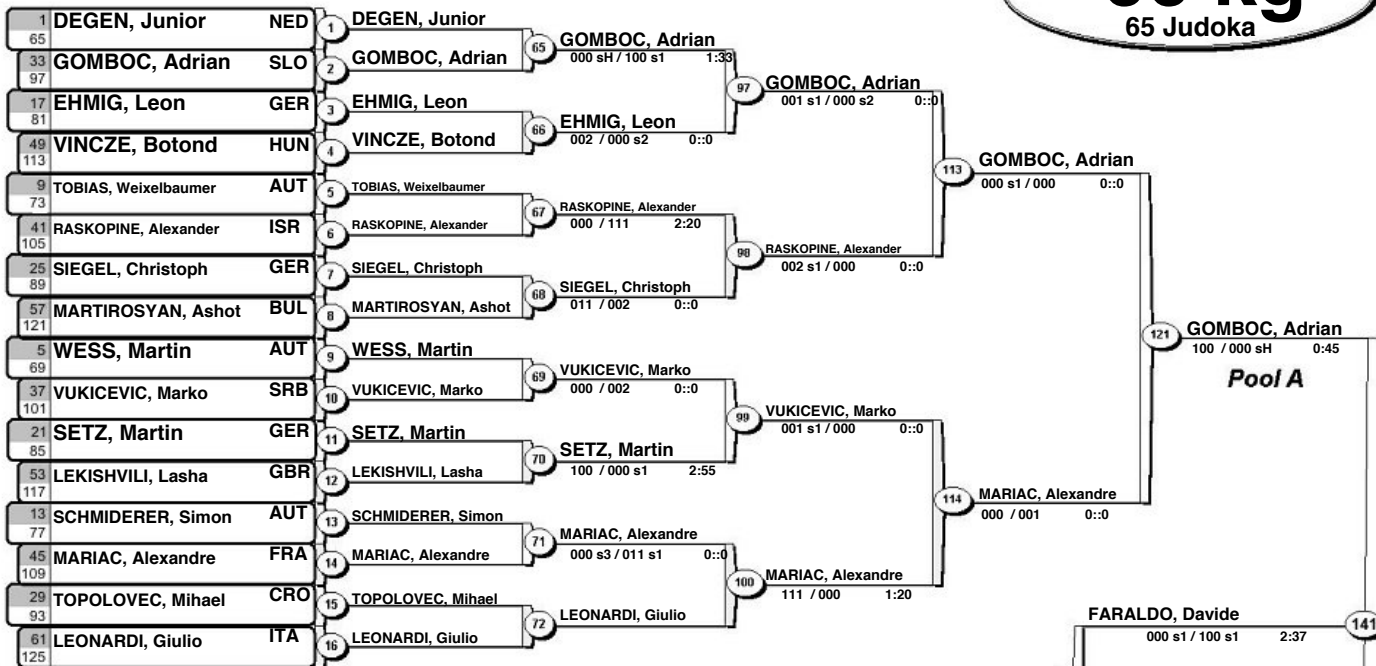 65 Judoka
1 DEGEN, Junior NED
65
33 GOMBOC, Adrian SLO
97
17 EHMIG, Leon GER
81
49 VINCZE, Botond HUN
113
9 TOBIAS, Weixelbaumer AUT
73
41 RASKOPINE, Alexander ISR
105
25 SIEGEL, Christoph GER
89
57 MARTIROSYAN, Ashot BUL
121
5 WESS, Martin AUT
69
37 VUKICEVIC, Marko SRB
101
21 SETZ, Martin GER
85
53 LEKISHVILI, Lasha GBR
117
13 SCHMIDERER, Simon AUT
77
45 MARIAC, Alexandre FRA
109
29 TOPOLOVEC, Mihael CRO
93
61 LEONARDI, Giulio ITA
125
1 DEGEN, Junior
2 GOMBOC, Adrian
3 EHMIG, Leon
4 VINCZE, Botond
5 TOBIAS, Weixelbaumer
6 RASKOPINE, Alexander
7 SIEGEL, Christoph
8 MARTIROSYAN, Ashot
9 WESS, Martin
10 VUKICEVIC, Marko
11 SETZ, Martin
12 LEKISHVILI, Lasha
13 SCHMIDERER, Simon
14 MARIAC, Alexandre
15 TOPOLOVEC, Mihael
16 LEONARDI, Giulio
65 GOMBOC, Adrian
000 sH / 100 s1 1:33
66 EHMIG, Leon
002 / 000 s2 0::0
67 RASKOPINE, Alexander
000 / 111 2:20
68 SIEGEL, Christoph
011 / 002 0::0
69 VUKICEVIC, Marko
000 / 002 0::0
70 SETZ, Martin
100 / 000 s1 2:55
71 MARIAC, Alexandre
000 s3 / 011 s1 0::0
72 LEONARDI, Giulio
97 GOMBOC, Adrian
001 s1 / 000 s2 0::0
98 RASKOPINE, Alexander
002 s1 / 000 0::0
99 VUKICEVIC, Marko
001 s1 / 000 0::0
100 MARIAC, Alexandre
111 / 000 1:20
113 GOMBOC, Adrian
000 s1 / 000 0::0
114 MARIAC, Alexandre
000 / 001 0::0
121 GOMBOC, Adrian
100 / 000 sH 0:45
Pool A
FARALDO, Davide
000 s1 / 100 s1 2:37
141